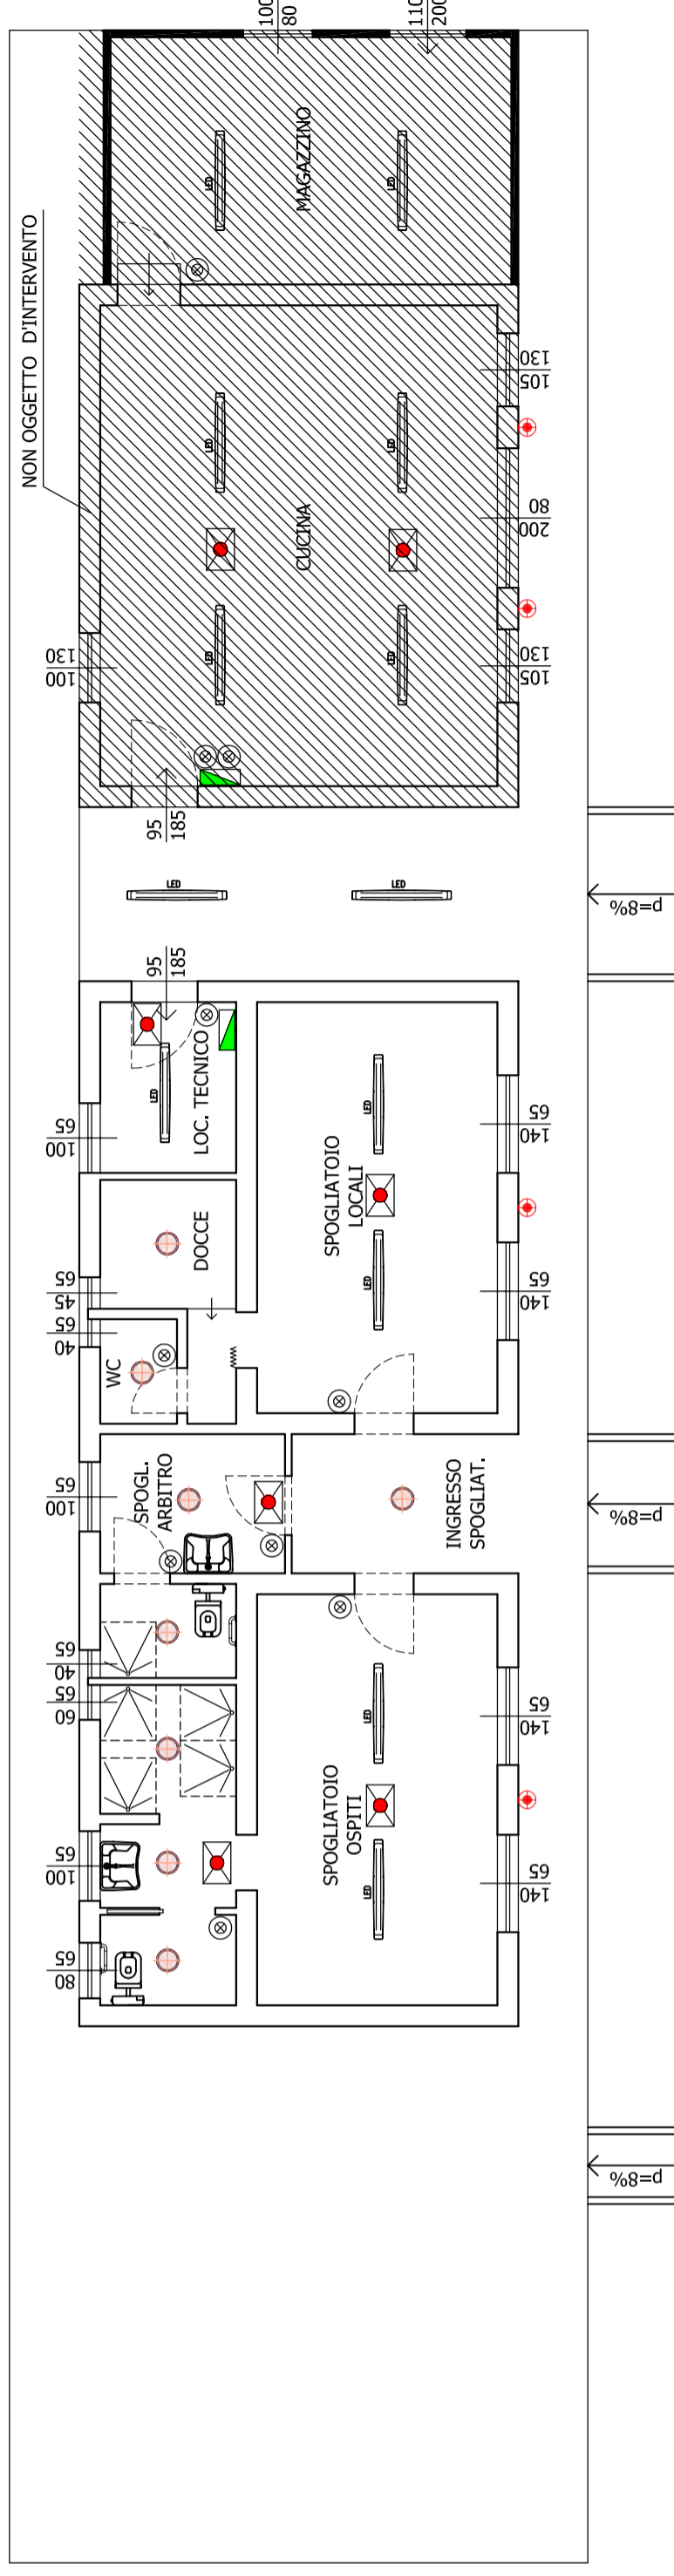 NON OGGETTO D'INTERVENTO
100
80
110
200
MAGAZZINO
LED
LED
CUCINA
LED
LED
LED
LED
130
105
80
200
130
105
130
100
95
185
LED
LED
p=8%
95
185
LOC. TECNICO
LED
65
100
DOCCE
65
45
65
40
WC
SPOGLIATOIO
LOCALI
LED
LED
65
140
65
140
SPOGL.
ARBITRO
65
100
INGRESSO
SPOGLIAT.
p=8%
65
40
65
60
65
100
65
80
SPOGLIATOIO
OSPITI
LED
LED
65
140
65
140
p=8%